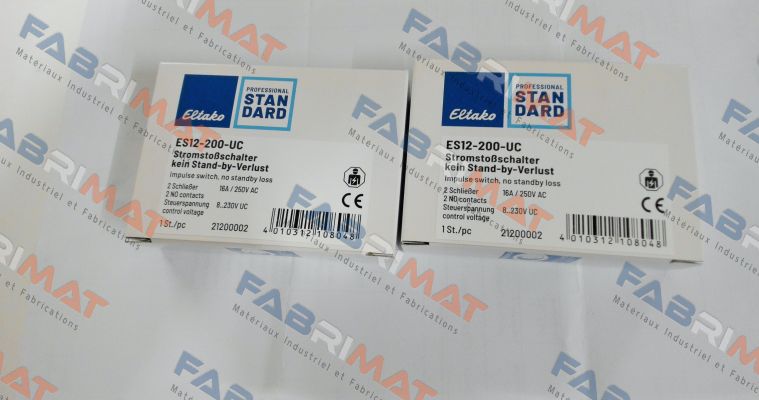 Eltako
PROFESSIONAL
STAN
DARD
ES12-200-UC
Stromstoßschalter
kein Stand-by-Verlust
Impulse switch, no standby loss
2 Schließer 16A / 250V AC
2 NO contacts
Steuerspannung 8..230V UC
control voltage
1 St./pc 21200002
4 010312 108048
CE
Eltako
PROFESSIONAL
STAN
DARD
ES12-200-UC
Stromstoßschalter
kein Stand-by-Verlust
Impulse switch, no standby loss
2 Schließer 16A / 250V AC
2 NO contacts
Steuerspannung 8..230V UC
control voltage
1 St./pc 21200002
4 010312 108048
CE
FABRIMAT
Matériaux Industriel et Fabrications